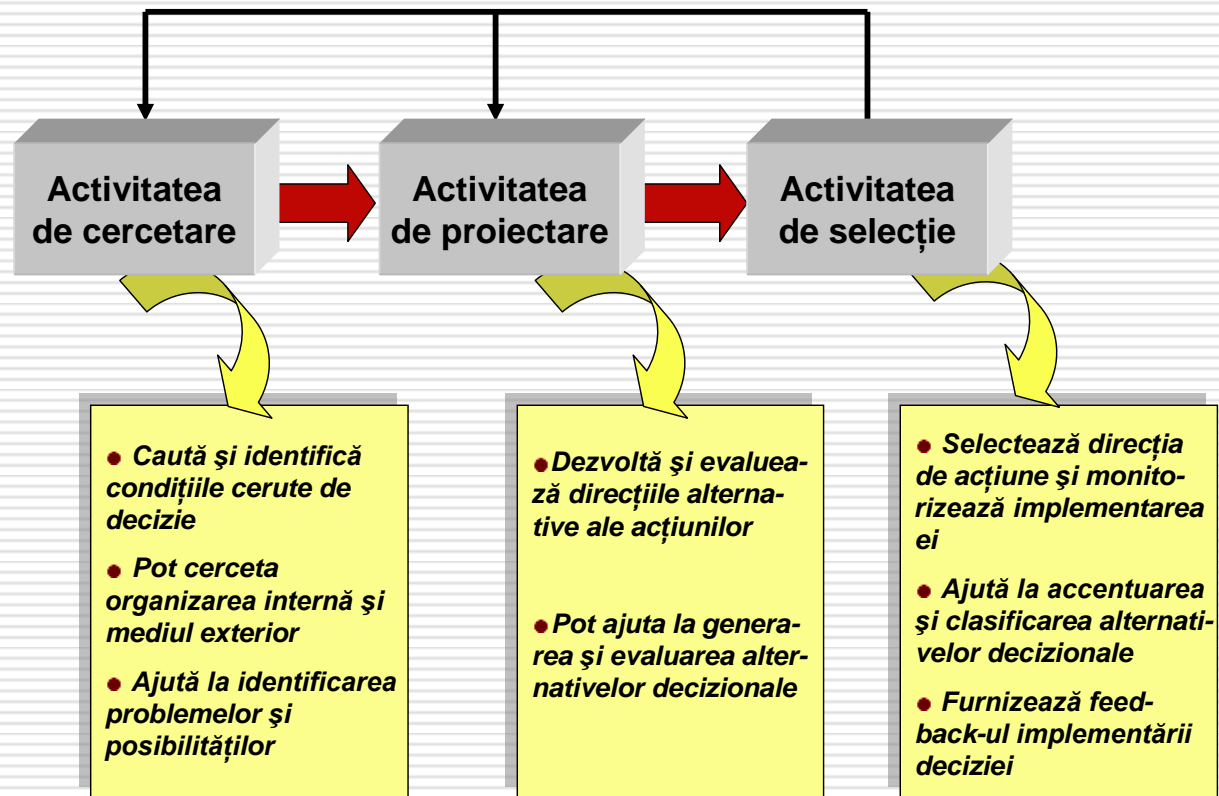 Activitatea
de cercetare
Activitatea
de proiectare
Activitatea
de selecție
• Caută şi identifică
condițiile cerute de
decizie
• Pot cerceta
organizarea internă şi
mediul exterior
• Ajută la identificarea
problemelor şi
posibilităților
•Dezvoltă şi evaluea-
ză direcțiile alterna-
tive ale acțiunilor
•Pot ajuta la genera-
rea şi evaluarea alter-
nativelor decizionale
• Selectează direcția
de acțiune şi monito-
rizează implementarea
ei
• Ajută la accentuarea
şi clasificarea alternati-
velor decizionale
• Furnizează feed-
back-ul implementării
deciziei